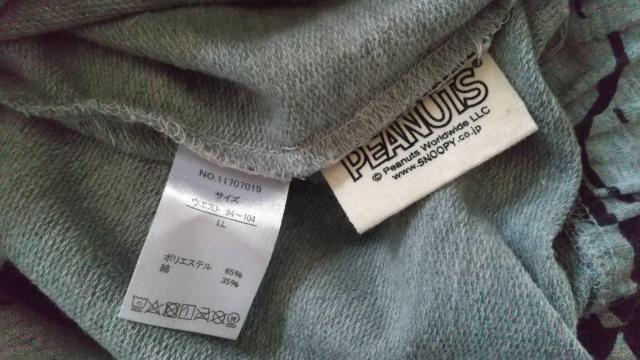 NO.11707019
サイズ
ウエスト 94～104
LL
ポリエステル 65%
綿 35%
PEANUTS
© Peanuts Worldwide LLC
www.SNOOPY.co.jp